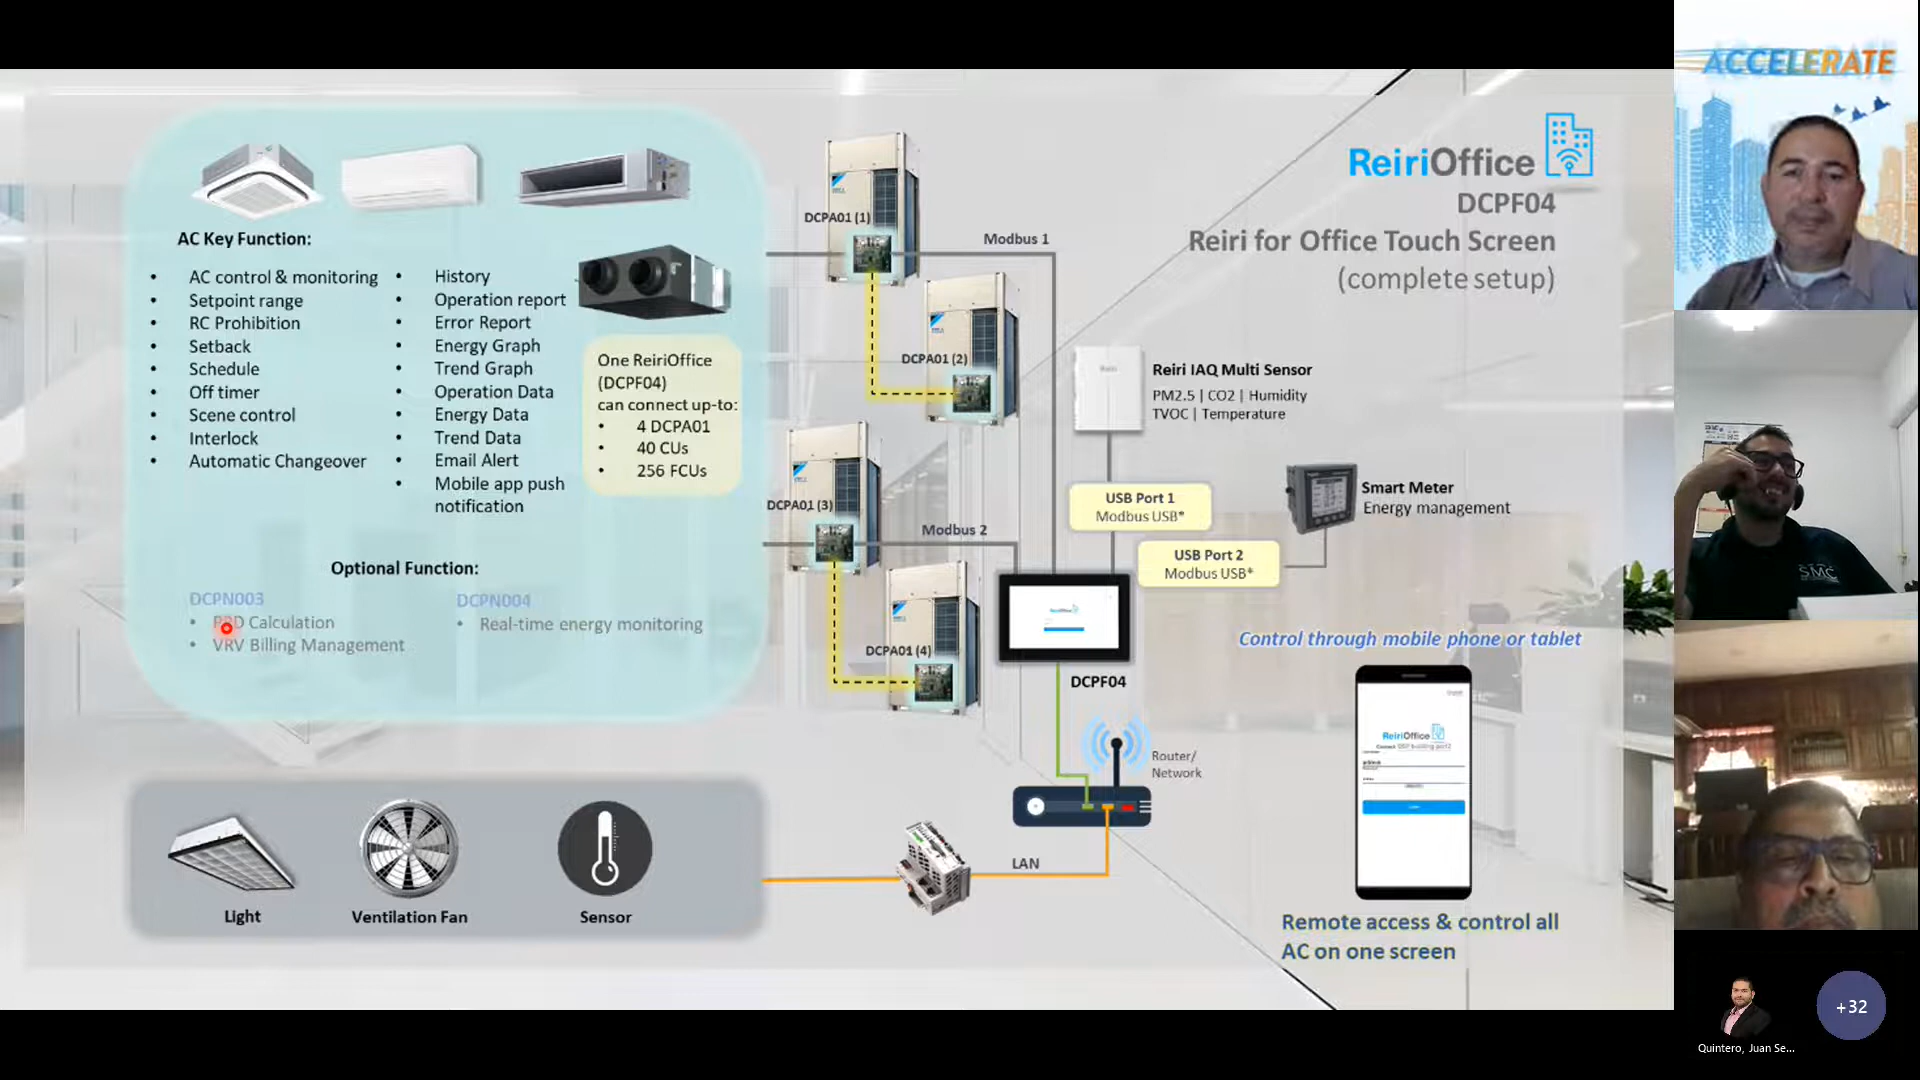 ACCELERATE
ReiriOffice
DCPF04
Reiri for Office Touch Screen
(complete setup)
AC Key Function:
• AC control & monitoring
• Setpoint range
• RC Prohibition
• Setback
• Schedule
• Off timer
• Scene control
• Interlock
• Automatic Changeover
• History
• Operation report
• Error Report
• Energy Graph
• Trend Graph
• Operation Data
• Energy Data
• Trend Data
• Email Alert
• Mobile app push
notification
One ReiriOffice
(DCPF04)
can connect up-to:
• 4 DCPA01
• 40 CUs
• 256 FCUs
Optional Function:
DCPN003
• PPD Calculation
• VRV Billing Management
DCPN004
• Real-time energy monitoring
DCPA01 (1)
Modbus 1
DCPA01 (2)
DCPA01 (3)
Modbus 2
DCPA01 (4)
Reiri IAQ Multi Sensor
PM2.5 | CO2 | Humidity
TVOC | Temperature
USB Port 1
Modbus USB*
Smart Meter
Energy management
USB Port 2
Modbus USB*
DCPF04
Control through mobile phone or tablet
ReiriOffice
Router/
Network
LAN
Light
Ventilation Fan
Sensor
Remote access & control all
AC on one screen
SMC
+32
Quintero, Juan Se...